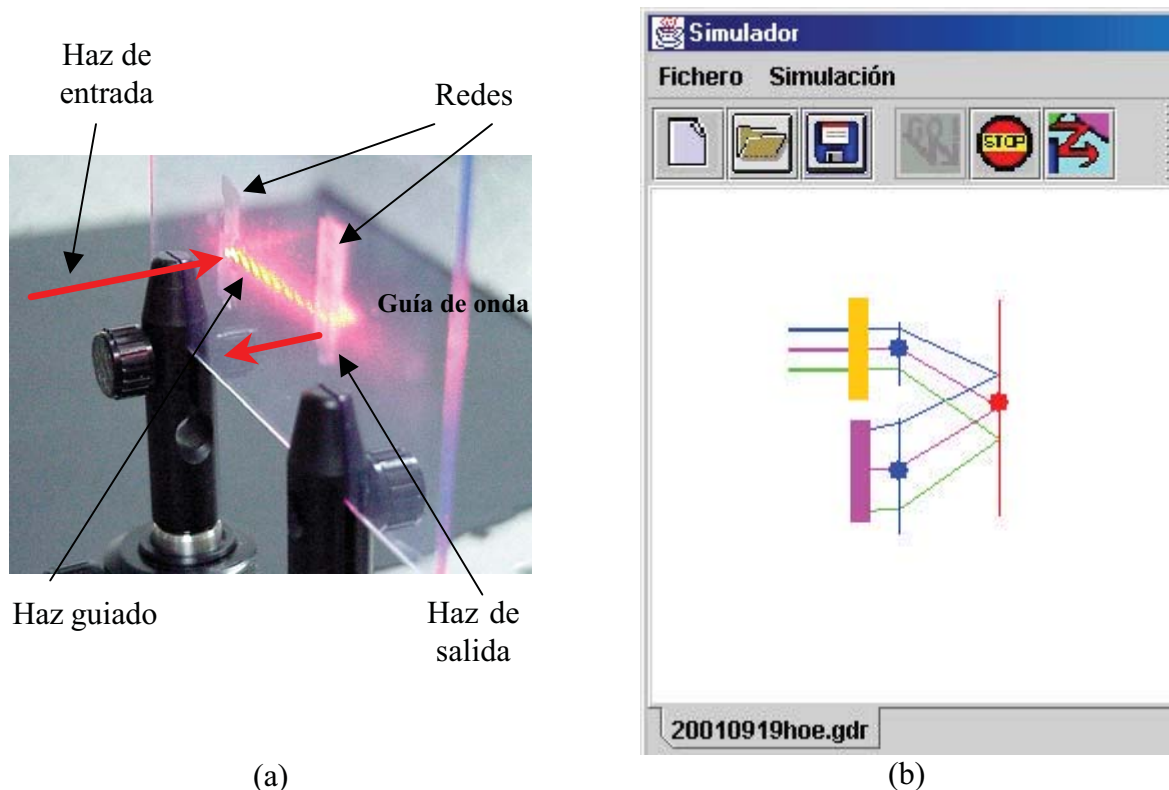 Haz de
entrada
Redes
Guía de onda
Haz guiado
Haz de
salida
(a)
Simulador
Fichero Simulación
STOP
20010919hoe.gdr
(b)